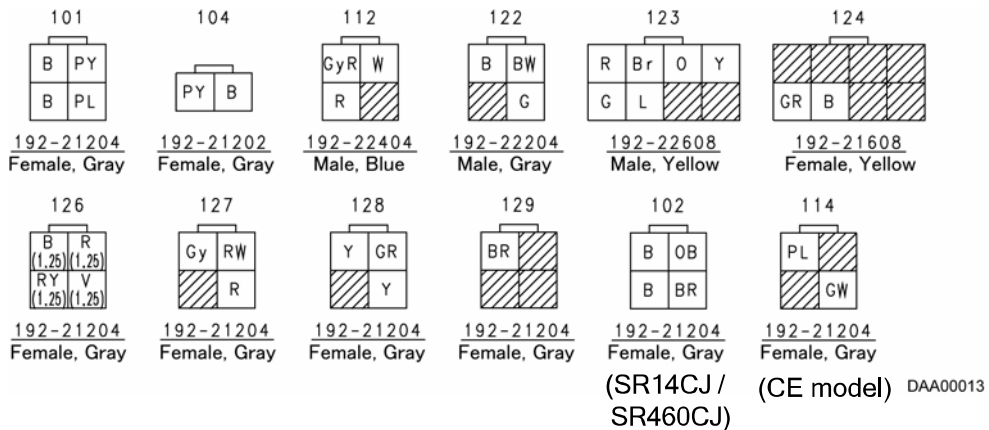 101 104 112 122 123 124
B PY GyR W B BW R Br O Y
PY B
B PL R G G L GR B
192-21204 192-21202 192-22404 192-22204 192-22608 192-21608
Female, Gray Female, Gray Male, Blue Male, Gray Male, Yellow Female, Yellow
126 127 128 129 102 114
B R Gy RW Y GR BR B OB PL
(1.25) (1.25)
RY V R Y B BR GW
(1.25) (1.25)
192-21204 192-21204 192-21204 192-21204 192-21204 192-21204
Female, Gray Female, Gray Female, Gray Female, Gray Female, Gray Female, Gray
(SR14CJ / (CE model) DAA00013
SR460CJ)